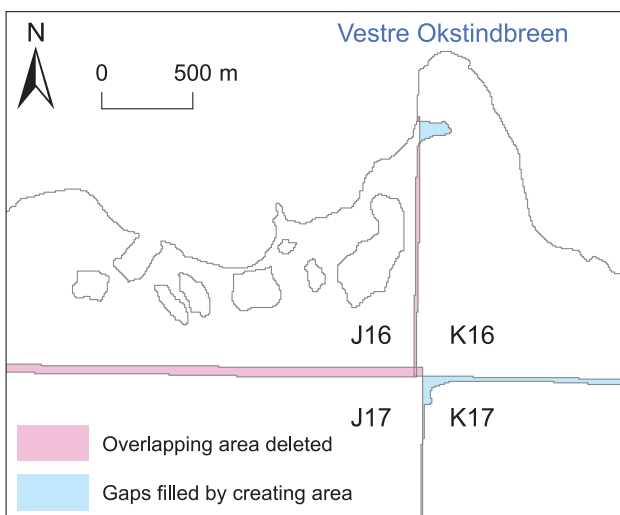 Vestre Okstindbreen
N
0 500 m
J16 K16
J17 K17
Overlapping area deleted
Gaps filled by creating area